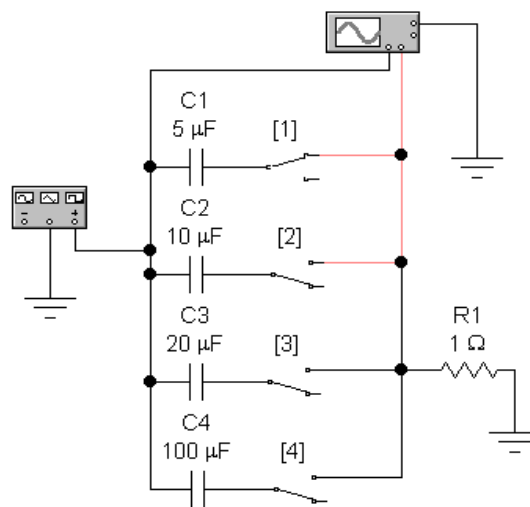 C1
5 µF
[1]
C2
10 µF
[2]
C3
20 µF
[3]
R1
1 Ω
C4
100 µF
[4]
− +